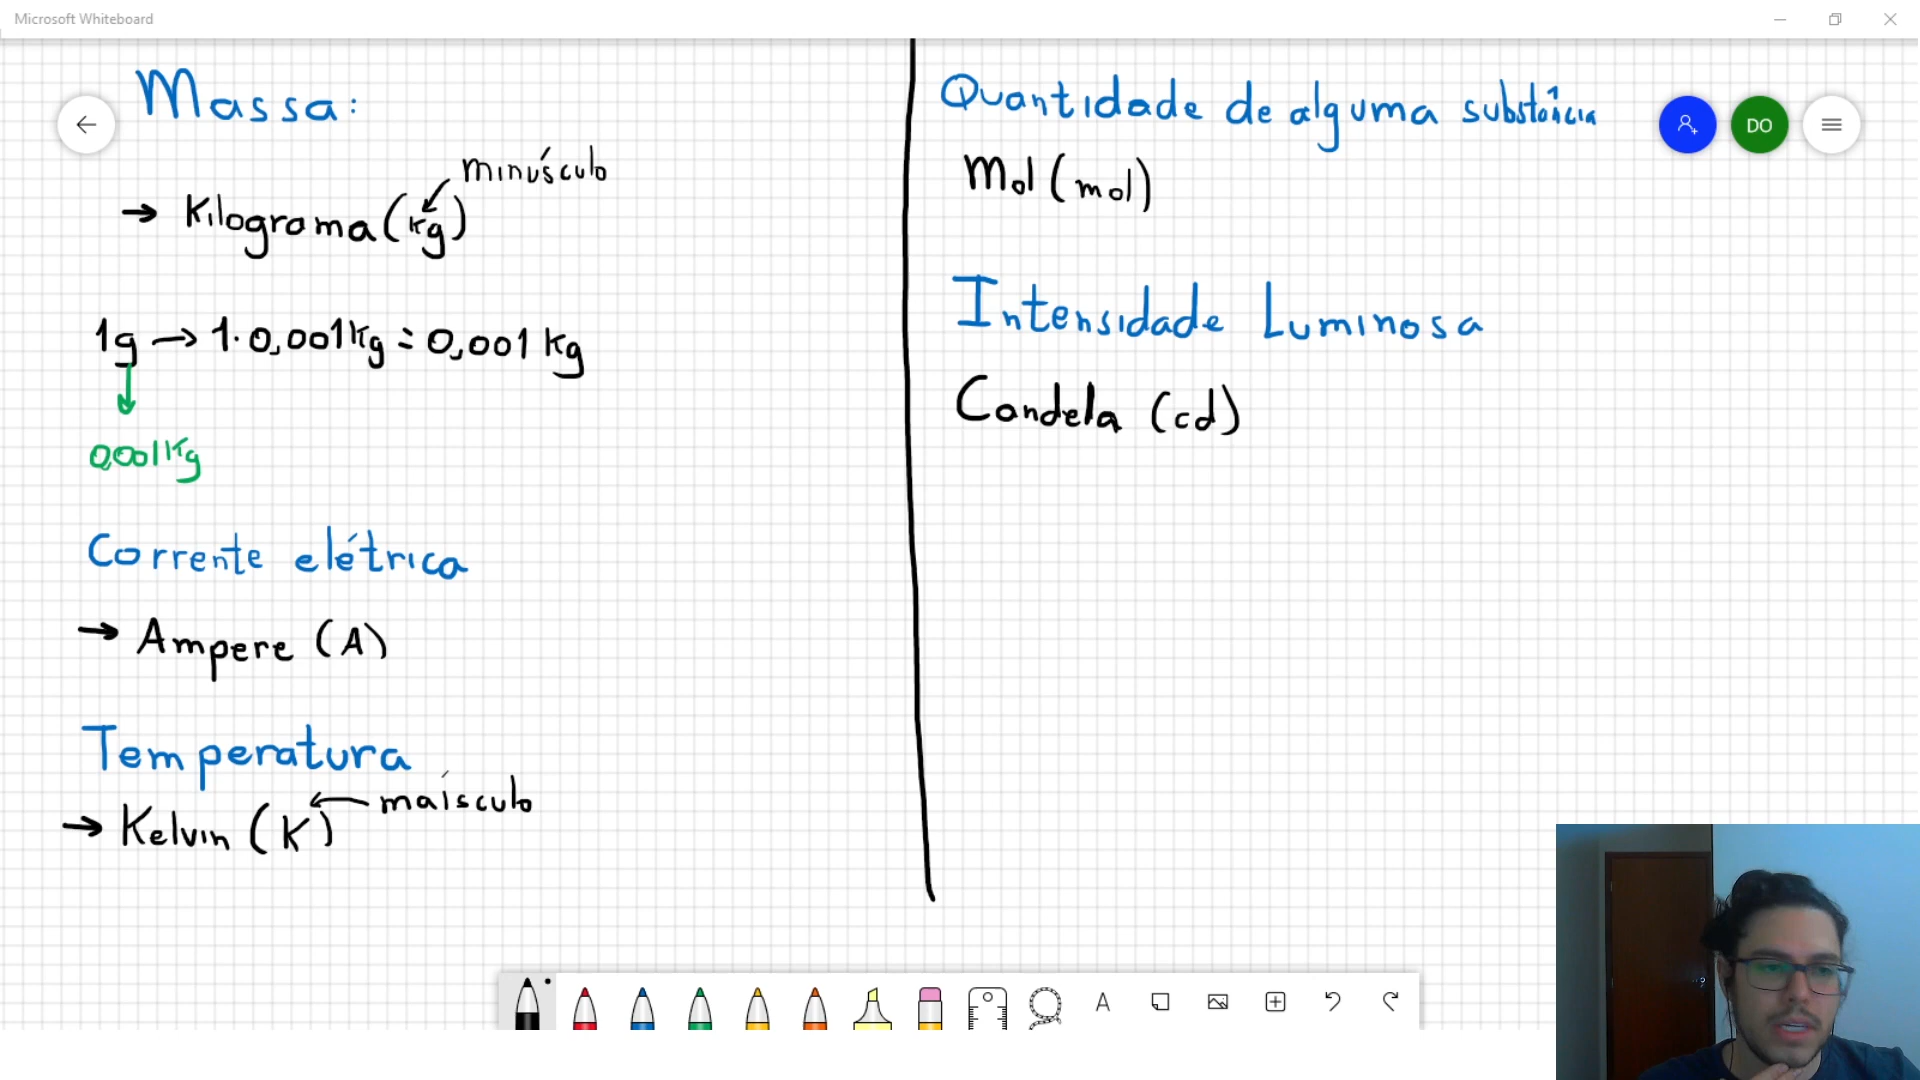 Microsoft Whiteboard
Massa:
minúsculo
→ Kilograma (kg)
1g → 1·0,001kg = 0,001 kg
0,001kg
Corrente elétrica
→ Ampere (A)
Temperatura
maísculo
→ Kelvin (K)
Quantidade de alguma substância
Mol (mol)
Intensidade Luminosa
Candela (cd)
DO
A